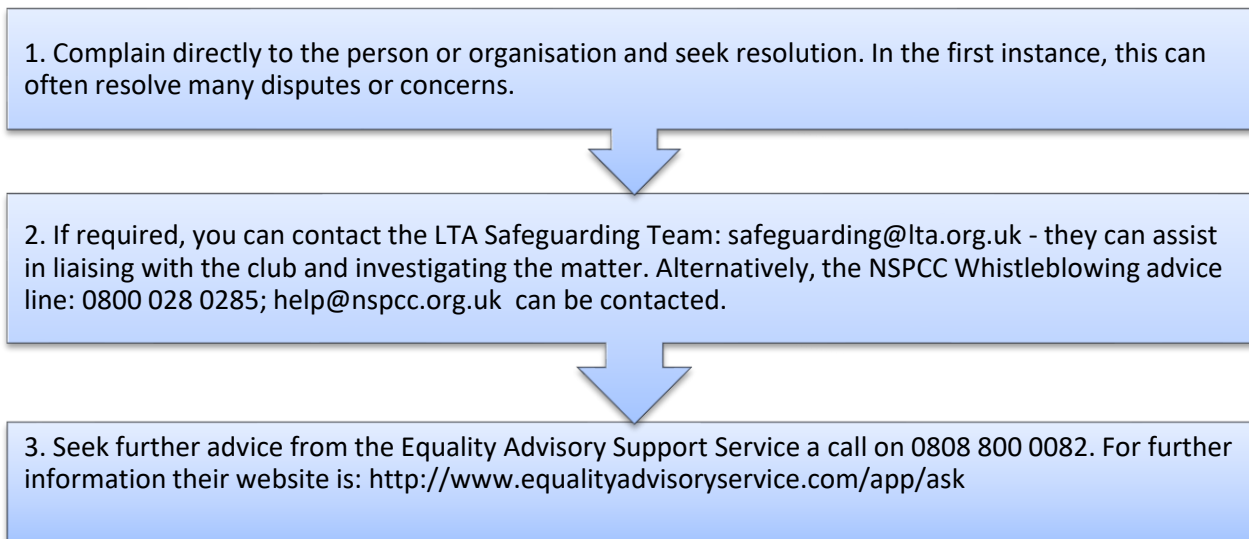 1. Complain directly to the person or organisation and seek resolution. In the first instance, this can
often resolve many disputes or concerns.
2. If required, you can contact the LTA Safeguarding Team: safeguarding@lta.org.uk - they can assist
in liaising with the club and investigating the matter. Alternatively, the NSPCC Whistleblowing advice
line: 0800 028 0285; help@nspcc.org.uk can be contacted.
3. Seek further advice from the Equality Advisory Support Service a call on 0808 800 0082. For further
information their website is: http://www.equalityadvisoryservice.com/app/ask